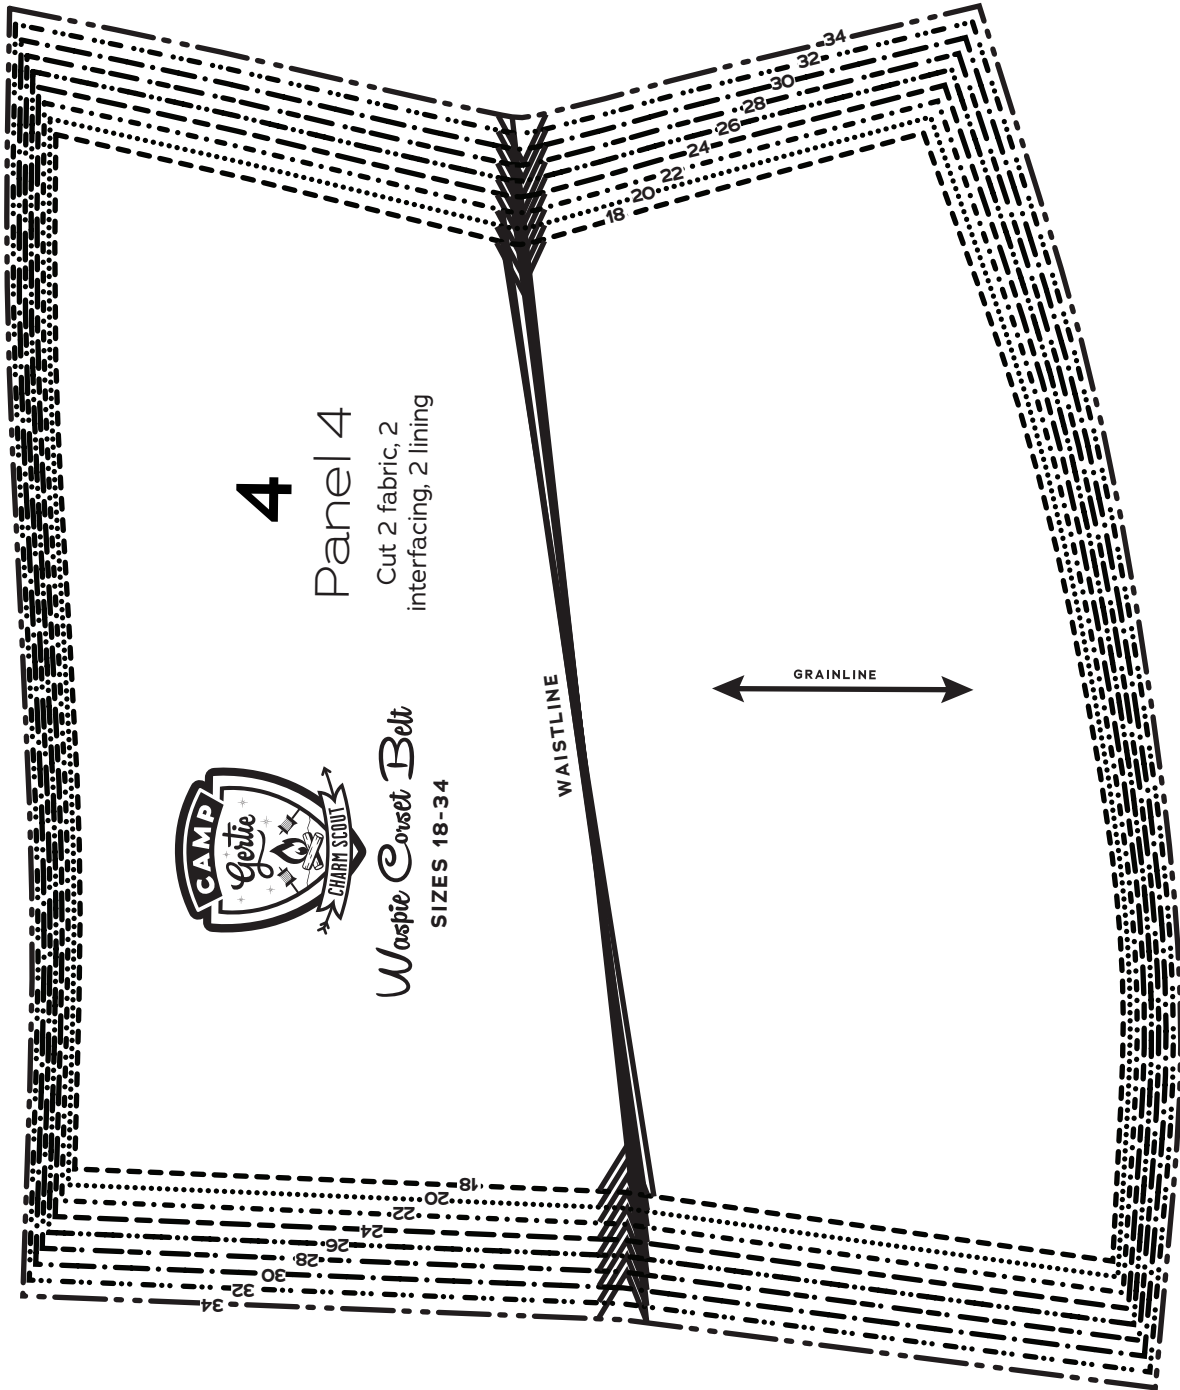 34
32
30
28
26
24
22
20
18
4
Panel 4
Cut 2 fabric, 2
interfacing, 2 lining
WAISTLINE
GRAINLINE
CAMP
Gertie
CHARM SCOUT
Waspie Corset Belt
SIZES 18-34
18
20
22
24
26
28
30
32
34